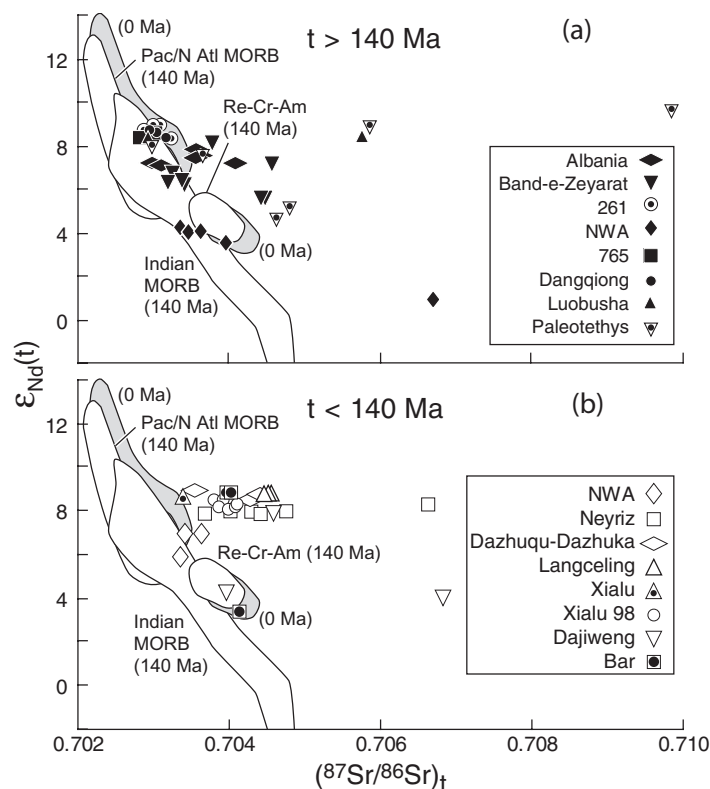 (0 Ma)
t > 140 Ma
(a)
Pac/N Atl MORB
(140 Ma)
Re-Cr-Am
(140 Ma)
(0 Ma)
Indian
MORB
(140 Ma)
Albania
Band-e-Zeyarat
261
NWA
765
Dangqiong
Luobusha
Paleotethys
12
8
4
0
εNd(t)
(0 Ma)
t < 140 Ma
(b)
Pac/N Atl MORB
(140 Ma)
Re-Cr-Am (140 Ma)
(0 Ma)
Indian
MORB
(140 Ma)
NWA
Neyriz
Dazhuqu-Dazhuka
Langceling
Xialu
Xialu 98
Dajiweng
Bar
12
8
4
0
0.702 0.704 0.706 0.708 0.710
(⁸⁷Sr/⁸⁶Sr)t